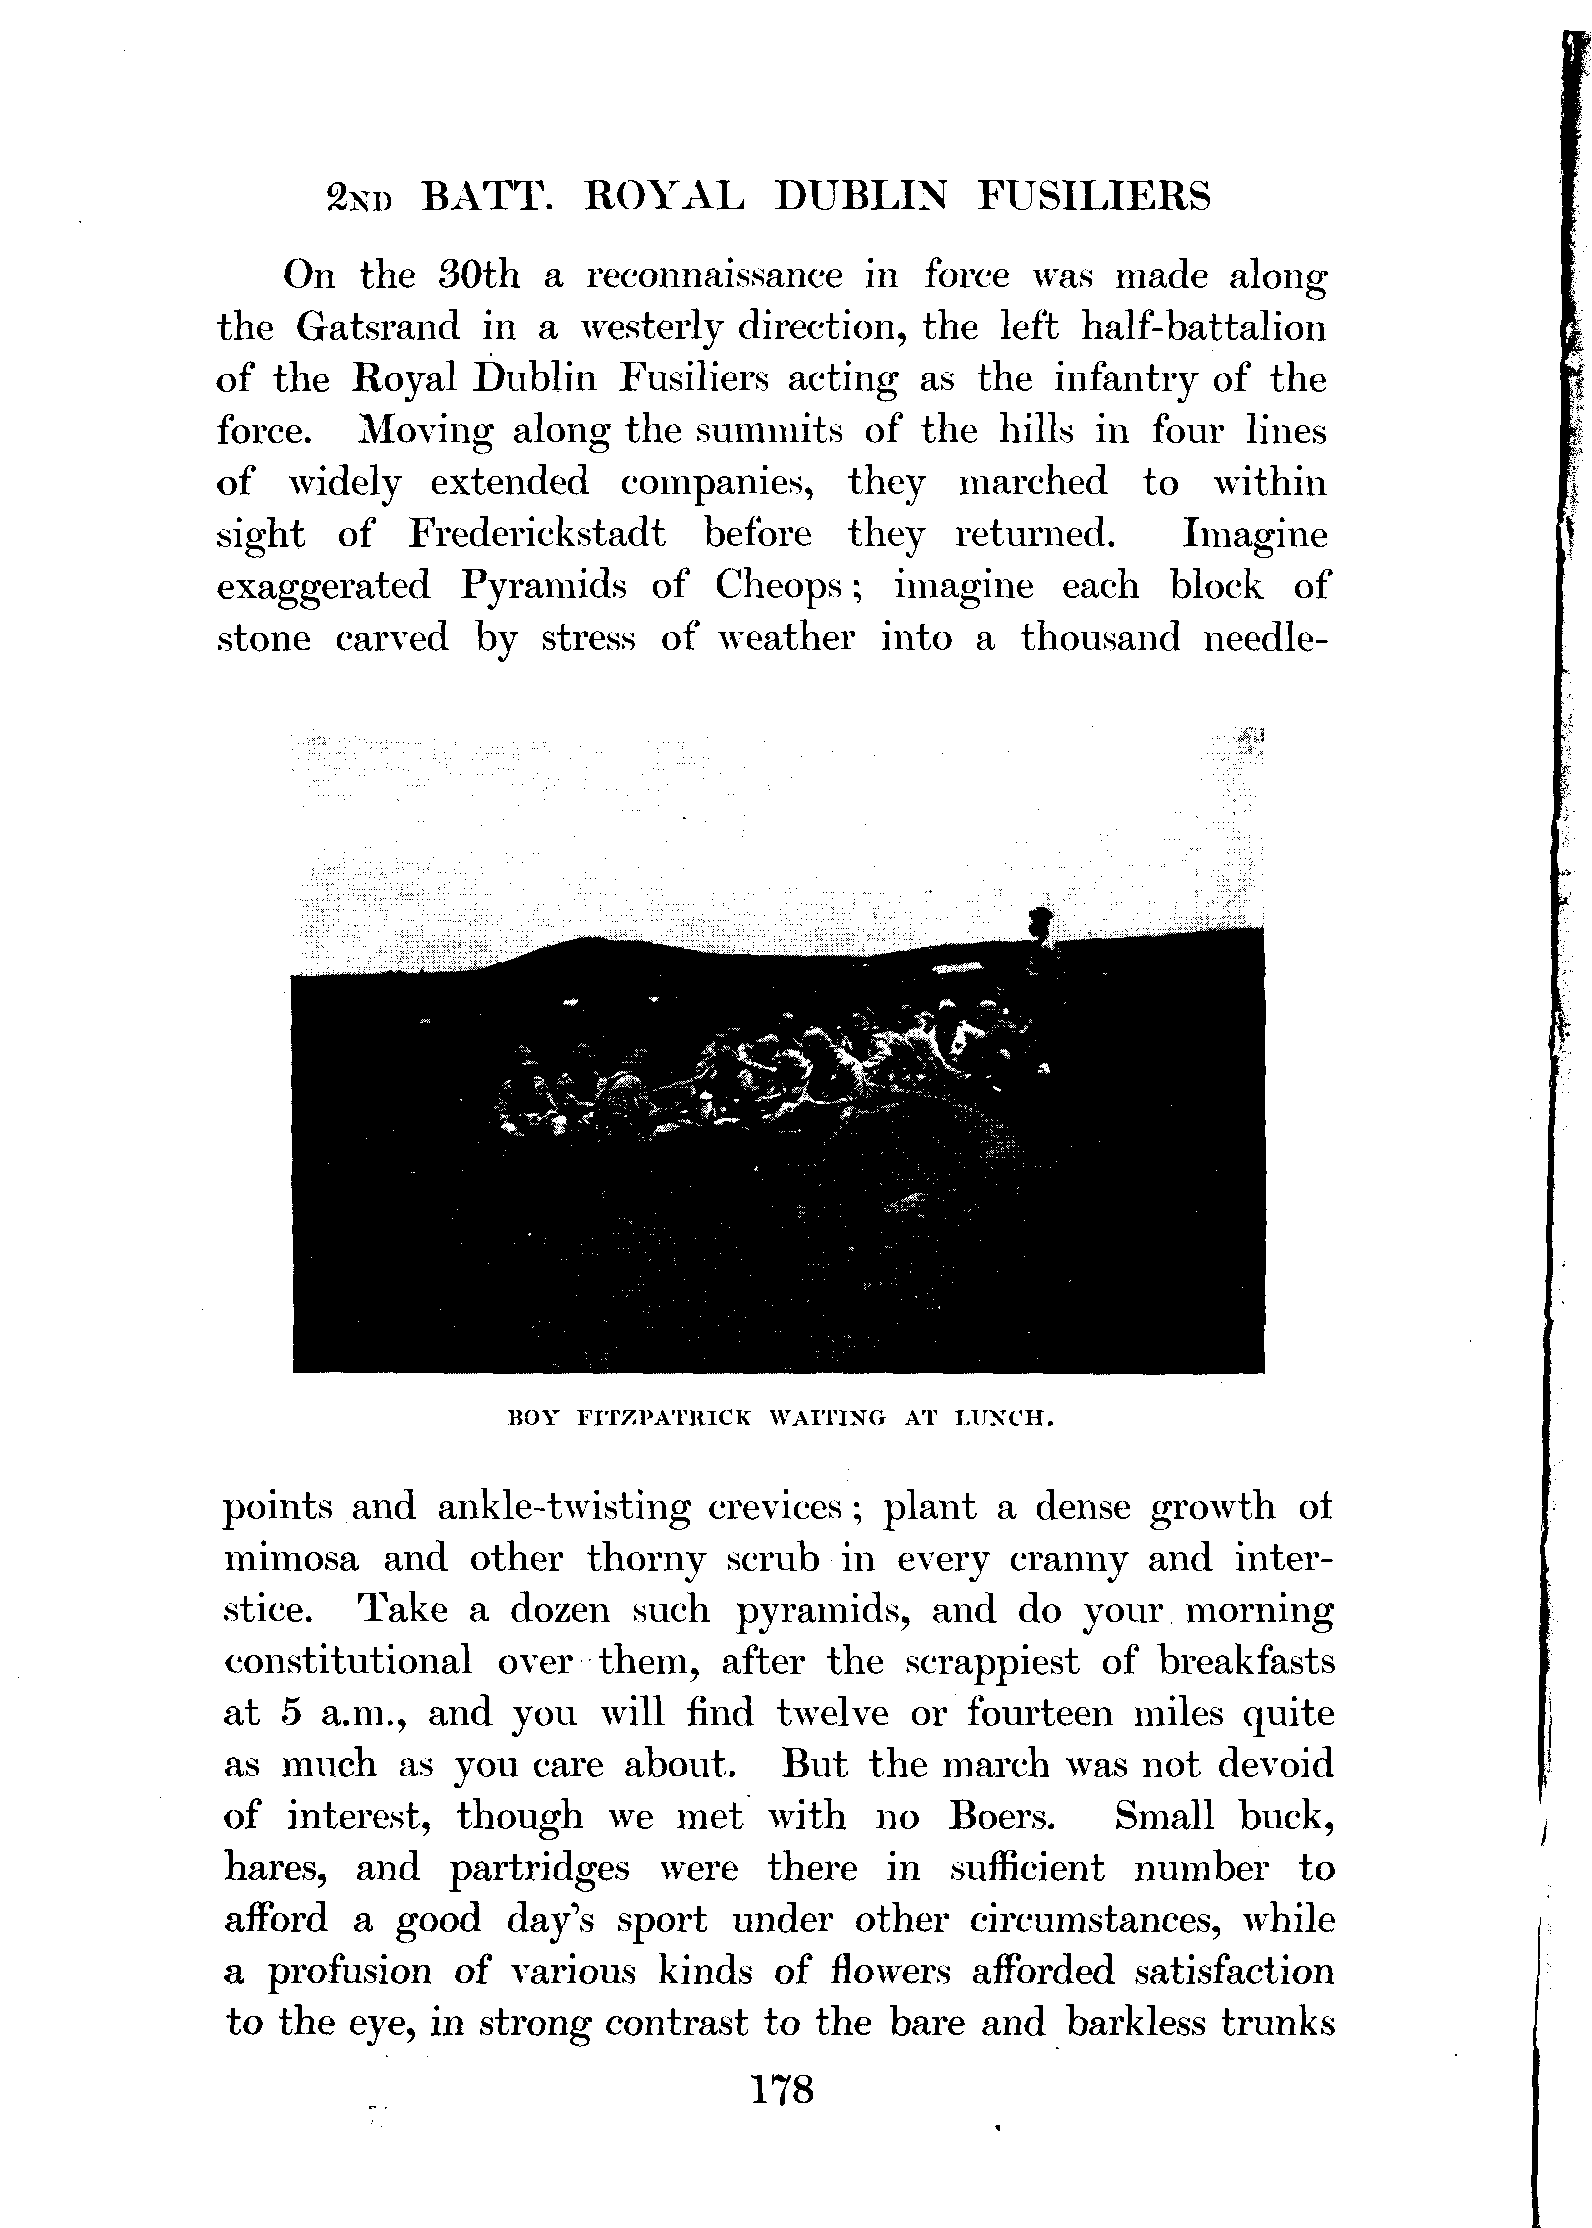 2ND BATT. ROYAL DUBLIN FUSILIERS
On the 30th a reconnaissance in force was made along
the Gatsrand in a westerly direction, the left half-battalion
of the Royal Dublin Fusiliers acting as the infantry of the
force. Moving along the summits of the hills in four lines
of widely extended companies, they marched to within
sight of Frederickstadt before they returned. Imagine
exaggerated Pyramids of Cheops; imagine each block of
stone carved by stress of weather into a thousand needle-
BOY FITZPATRICK WAITING AT LUNCH.
points and ankle-twisting crevices; plant a dense growth of
mimosa and other thorny scrub in every cranny and inter-
stice. Take a dozen such pyramids, and do your morning
constitutional over them, after the scrappiest of breakfasts
at 5 a.m., and you will find twelve or fourteen miles quite
as much as you care about. But the march was not devoid
of interest, though we met with no Boers. Small buck,
hares, and partridges were there in sufficient number to
afford a good day's sport under other circumstances, while
a profusion of various kinds of flowers afforded satisfaction
to the eye, in strong contrast to the bare and barkless trunks
178